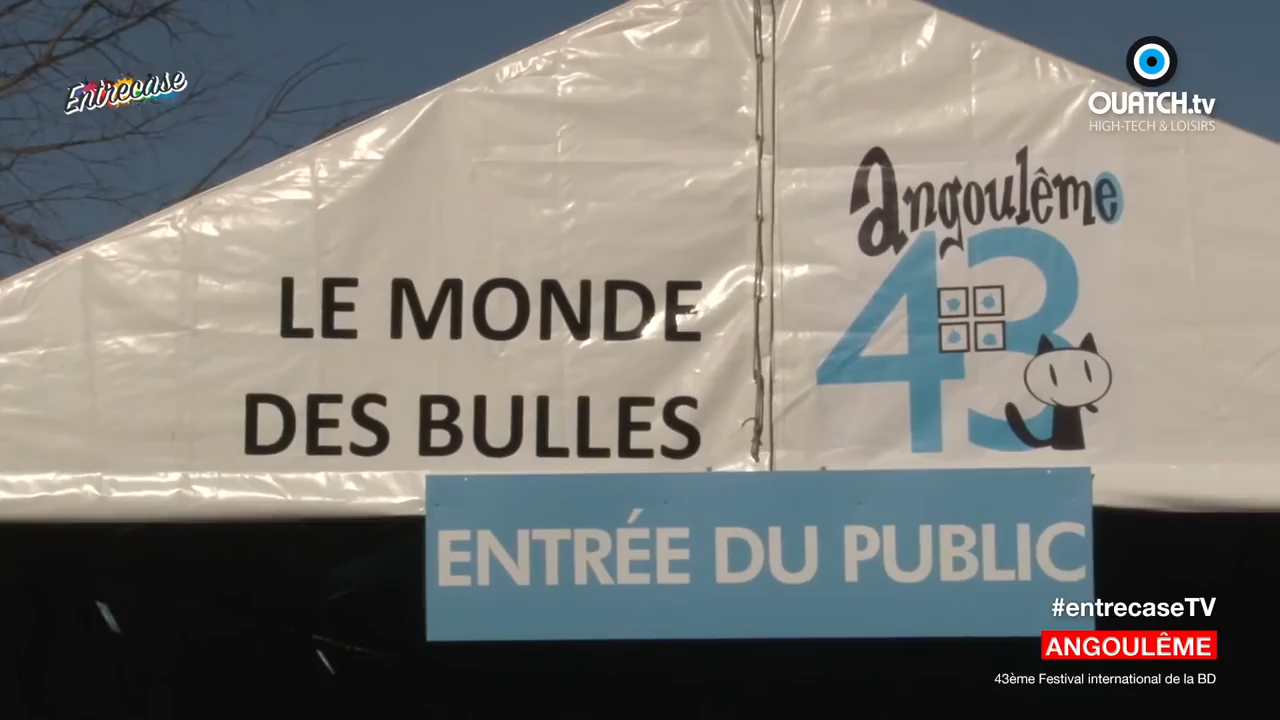 Entrecase
OUATCH.tv
HIGH-TECH & LOISIRS
angoulême
43
LE MONDE
DES BULLES
ENTRÉE DU PUBLIC
#entrecaseTV
ANGOULÊME
43ème Festival international de la BD